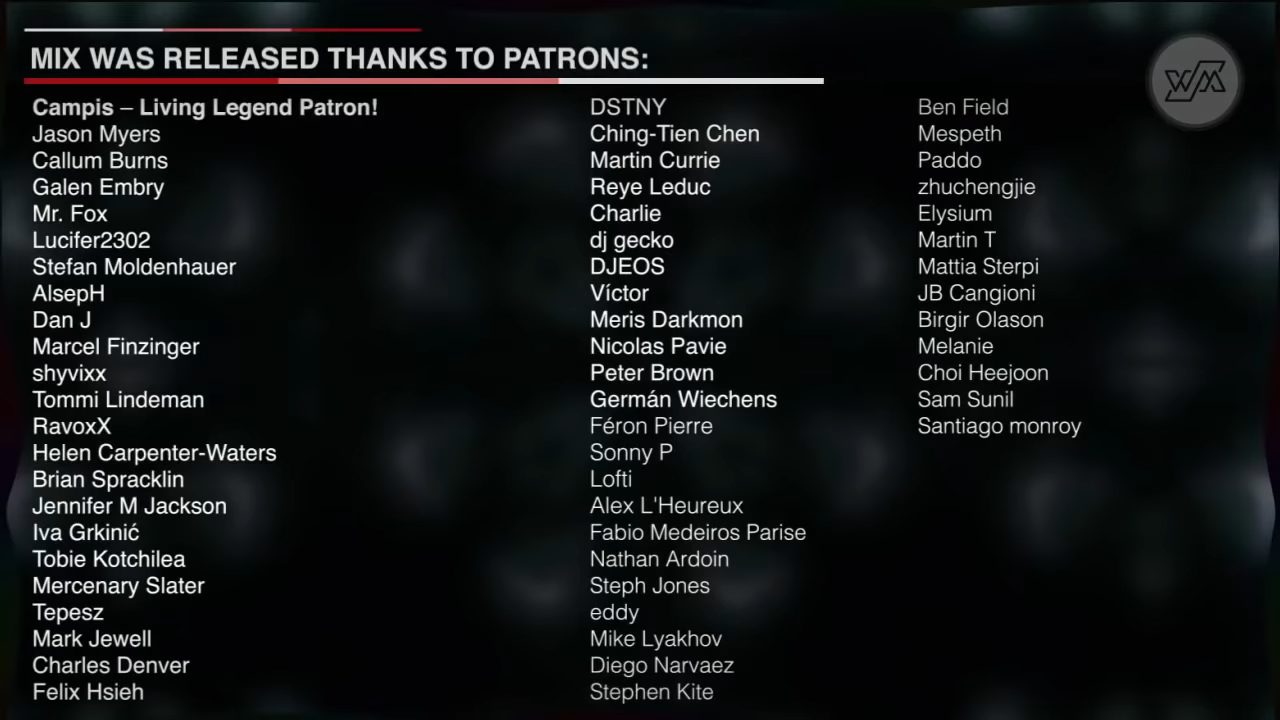 MIX WAS RELEASED THANKS TO PATRONS:
Campis – Living Legend Patron!
Jason Myers
Callum Burns
Galen Embry
Mr. Fox
Lucifer2302
Stefan Moldenhauer
AlsepH
Dan J
Marcel Finzinger
shyvixx
Tommi Lindeman
RavoxX
Helen Carpenter-Waters
Brian Spracklin
Jennifer M Jackson
Iva Grkinić
Tobie Kotchilea
Mercenary Slater
Tepesz
Mark Jewell
Charles Denver
Felix Hsieh
DSTNY
Ching-Tien Chen
Martin Currie
Reye Leduc
Charlie
dj gecko
DJEOS
Víctor
Meris Darkmon
Nicolas Pavie
Peter Brown
Germán Wiechens
Féron Pierre
Sonny P
Lofti
Alex L'Heureux
Fabio Medeiros Parise
Nathan Ardoin
Steph Jones
eddy
Mike Lyakhov
Diego Narvaez
Stephen Kite
Ben Field
Mespeth
Paddo
zhuchengjie
Elysium
Martin T
Mattia Sterpi
JB Cangioni
Birgir Olason
Melanie
Choi Heejoon
Sam Sunil
Santiago monroy
WM